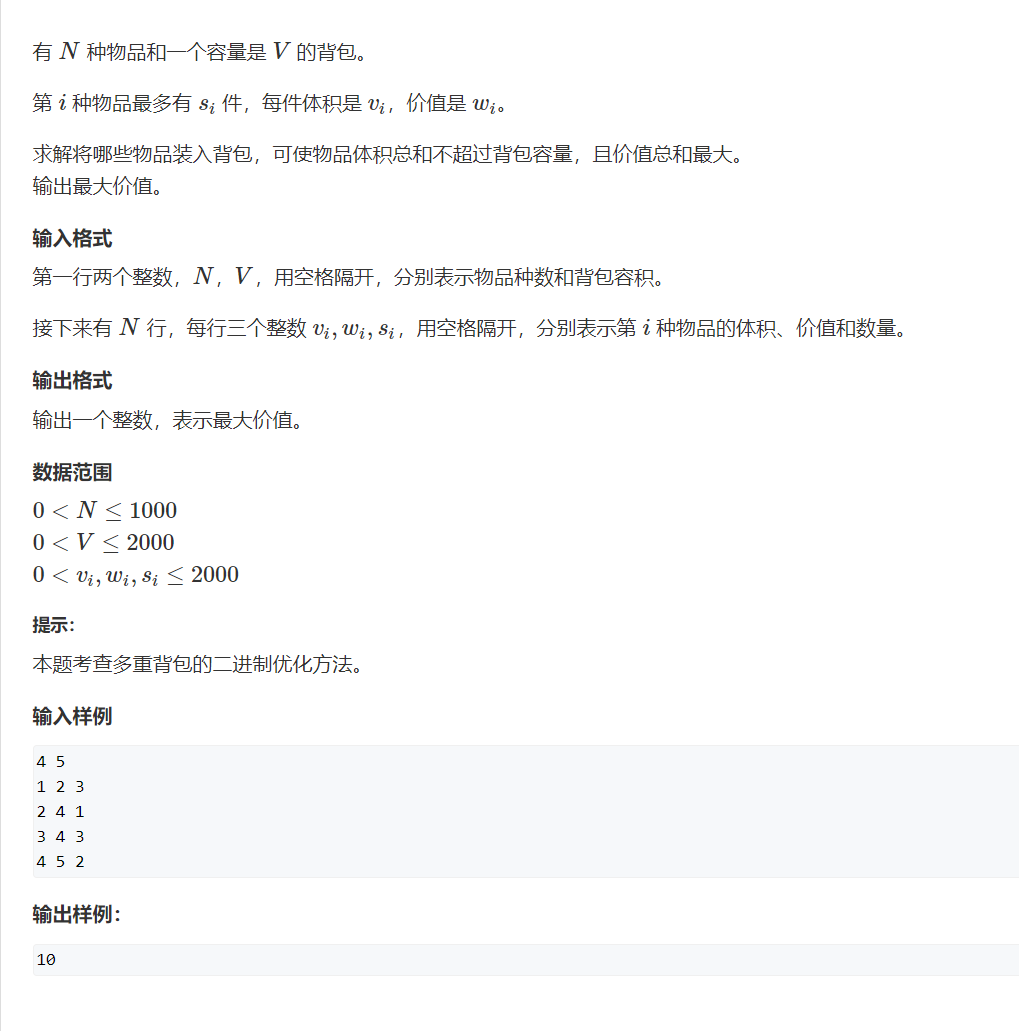 有 N 种物品和一个容量是 V 的背包。
第 i 种物品最多有 s_i 件，每件体积是 v_i，价值是 w_i。
求解将哪些物品装入背包，可使物品体积总和不超过背包容量，且价值总和最大。
输出最大价值。
输入格式
第一行两个整数，N，V，用空格隔开，分别表示物品种数和背包容积。
接下来有 N 行，每行三个整数 v_i, w_i, s_i，用空格隔开，分别表示第 i 种物品的体积、价值和数量。
输出格式
输出一个整数，表示最大价值。
数据范围
0 < N ≤ 1000
0 < V ≤ 2000
0 < v_i, w_i, s_i ≤ 2000
提示：
本题考查多重背包的二进制优化方法。
输入样例
4 5
1 2 3
2 4 1
3 4 3
4 5 2
输出样例：
10